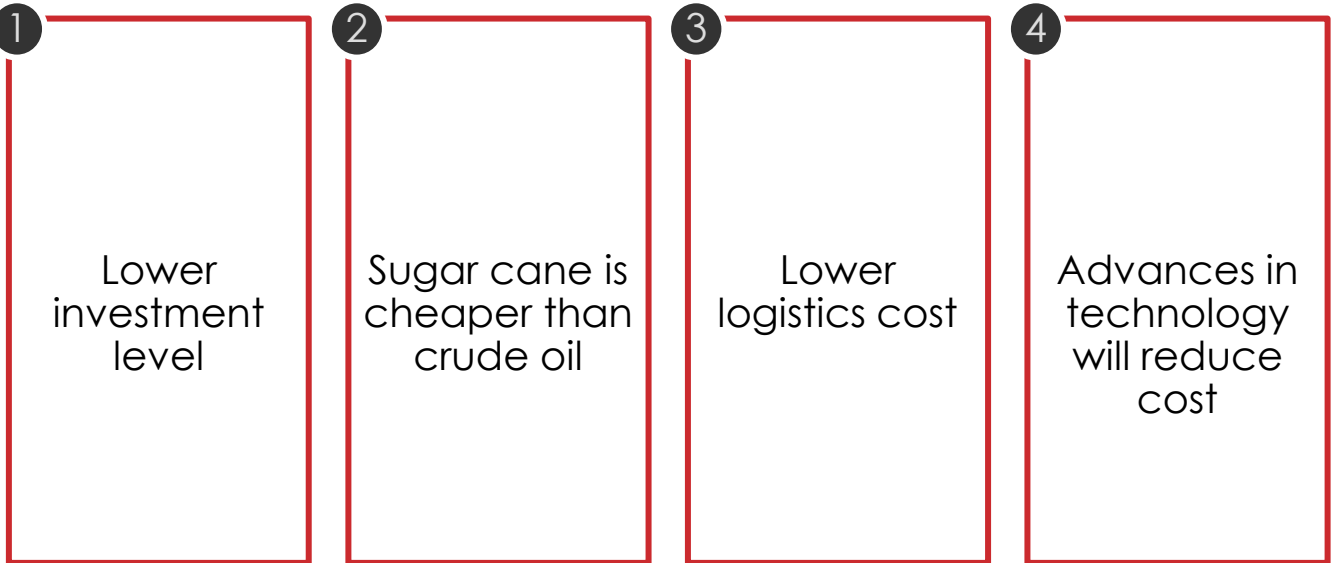 1
Lower
investment
level
2
Sugar cane is
cheaper than
crude oil
3
Lower
logistics cost
4
Advances in
technology
will reduce
cost